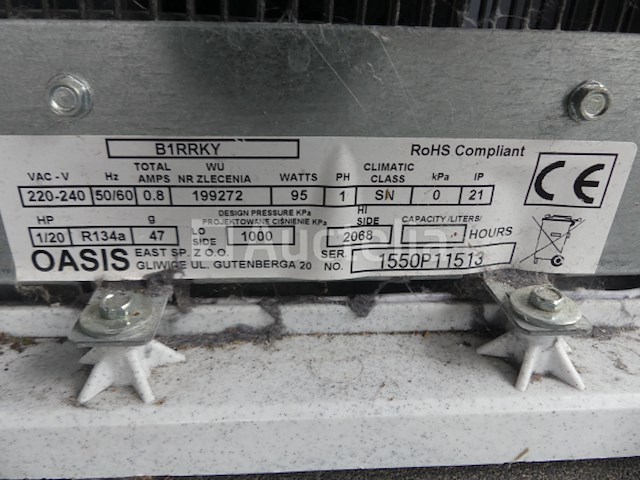 B1RRKY RoHS Compliant
VAC - V Hz TOTAL AMPS WU NR ZLECENIA WATTS PH CLIMATIC CLASS kPa IP
220-240 50/60 0.8 199272 95 1 SN 0 21
HP g DESIGN PRESSURE KPa PROJEKTOWANE CIŚNIENIE KPa HI SIDE CAPACITY /LITERS/
1/20 R134a 47 LO SIDE 1000 2068 HOURS
OASIS EAST SP. Z O.O. GLIWICE UL. GUTENBERGA 20 SER. NO. 1550P11513
CE